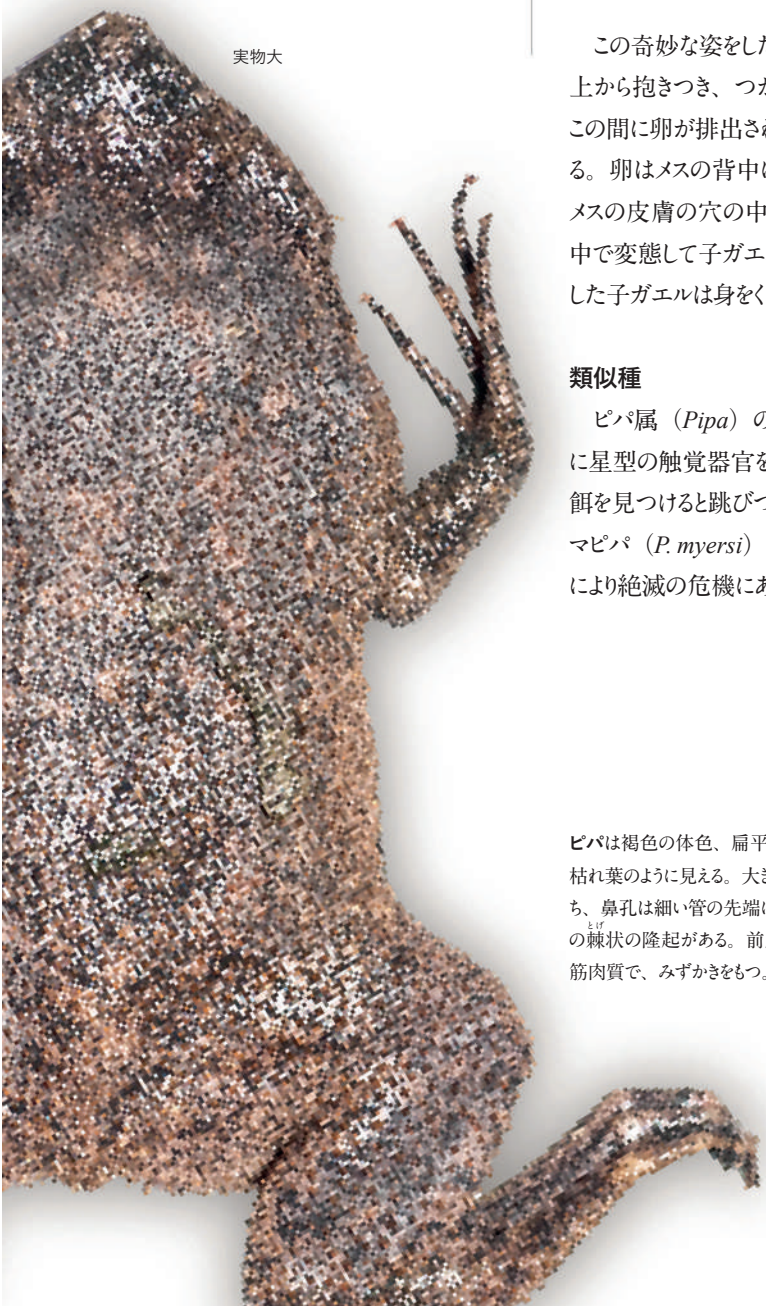 実物大
この奇妙な姿をした
上から抱きつき、つか
この間に卵が排出され
る。卵はメスの背中に
メスの皮膚の穴の中
中で変態して子ガエ
した子ガエルは身をく
類似種
ピパ属（Pipa）の
に星型の触覚器官を
餌を見つけると跳びつ
マピパ（P. myersi）
により絶滅の危機にあ
ピパは褐色の体色、扁平
枯れ葉のように見える。大き
ち、鼻孔は細い管の先端に
とげ
の棘状の隆起がある。前
筋肉質で、みずかきをもつ。